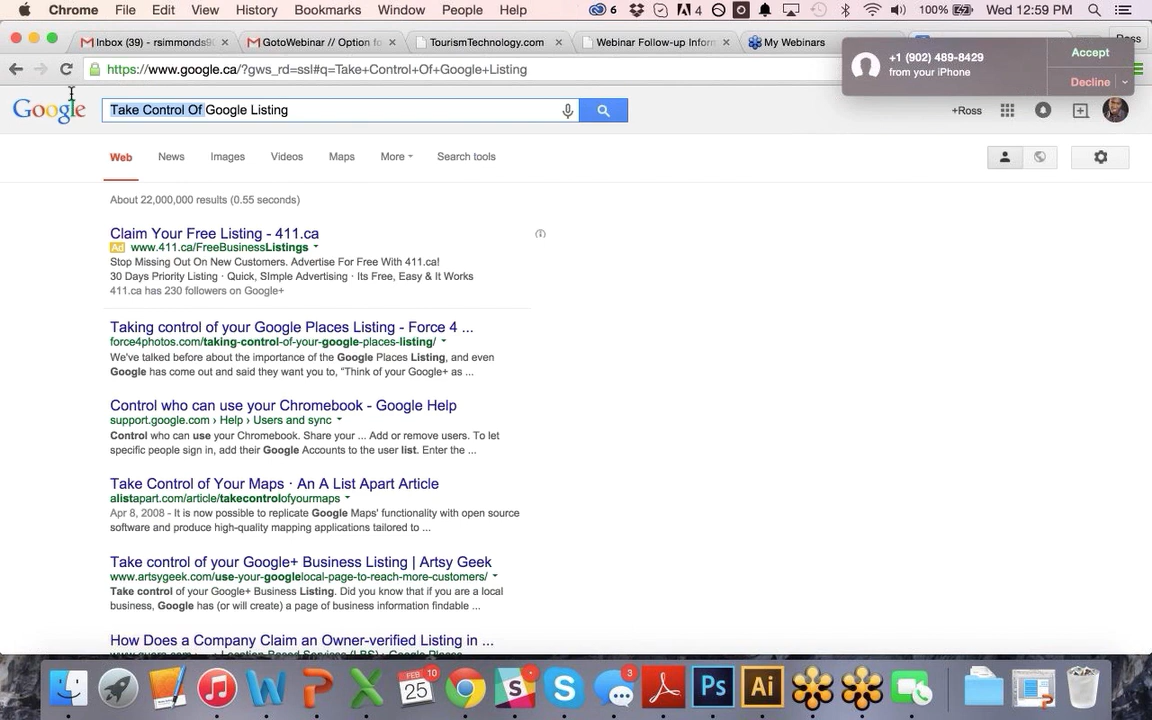 Chrome File Edit View History Bookmarks Window People Help 6 4 100% Wed 12:59 PM
Inbox (39) - rsimmonds9
GotoWebinar // Option fo
TourismTechnology.com
Webinar Follow-up Inform
My Webinars
Ross
+1 (902) 489-8429
from your iPhone
Accept
Decline
https://www.google.ca/?gws_rd=ssl#q=Take+Control+Of+Google+Listing
Google
Take Control Of Google Listing
+Ross
Web News Images Videos Maps More Search tools
About 22,000,000 results (0.55 seconds)
Claim Your Free Listing - 411.ca
Ad www.411.ca/FreeBusinessListings
Stop Missing Out On New Customers. Advertise For Free With 411.ca!
30 Days Priority Listing · Quick, SImple Advertising · Its Free, Easy & It Works
411.ca has 230 followers on Google+
Taking control of your Google Places Listing - Force 4 ...
force4photos.com/taking-control-of-your-google-places-listing/
We've talked before about the importance of the Google Places Listing, and even
Google has come out and said they want you to, "Think of your Google+ as ...
Control who can use your Chromebook - Google Help
support.google.com › Help › Users and sync
Control who can use your Chromebook. Share your ... Add or remove users. To let
specific people sign in, add their Google Accounts to the user list. Enter the ...
Take Control of Your Maps · An A List Apart Article
alistapart.com/article/takecontrolofyourmaps
Apr 8, 2008 - It is now possible to replicate Google Maps' functionality with open source
software and produce high-quality mapping applications tailored to ...
Take control of your Google+ Business Listing | Artsy Geek
www.artsygeek.com/use-your-googlelocal-page-to-reach-more-customers/
Take control of your Google+ Business Listing. Did you know that if you are a local
business, Google has (or will create) a page of business information findable ...
How Does a Company Claim an Owner-verified Listing in ...
FEB 10
25
3
Ps
Ai